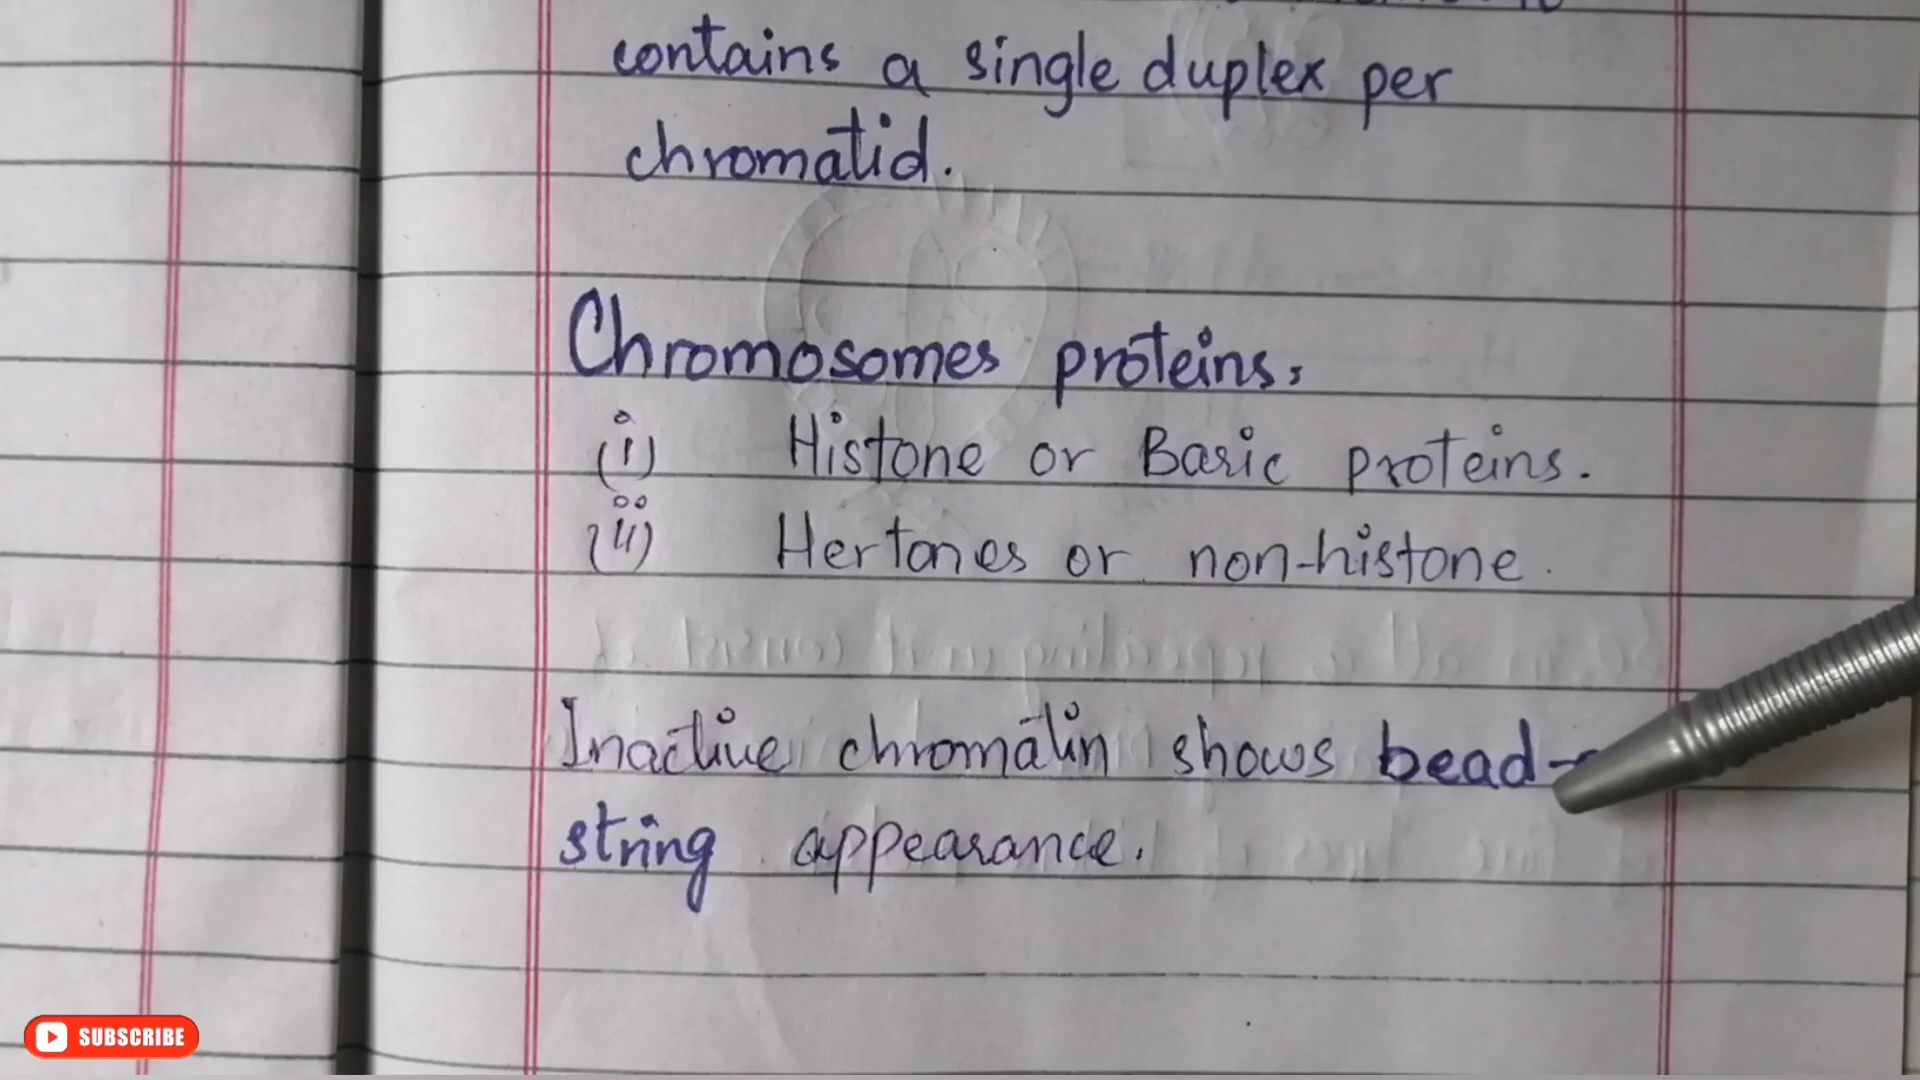 contains a single duplex per
chromatid.
Chromosomes proteins,
(i) Histone or Basic proteins.
(ii) Hertones or non-histone.
Inactive chromatin shows bead-
string appearance.
SUBSCRIBE